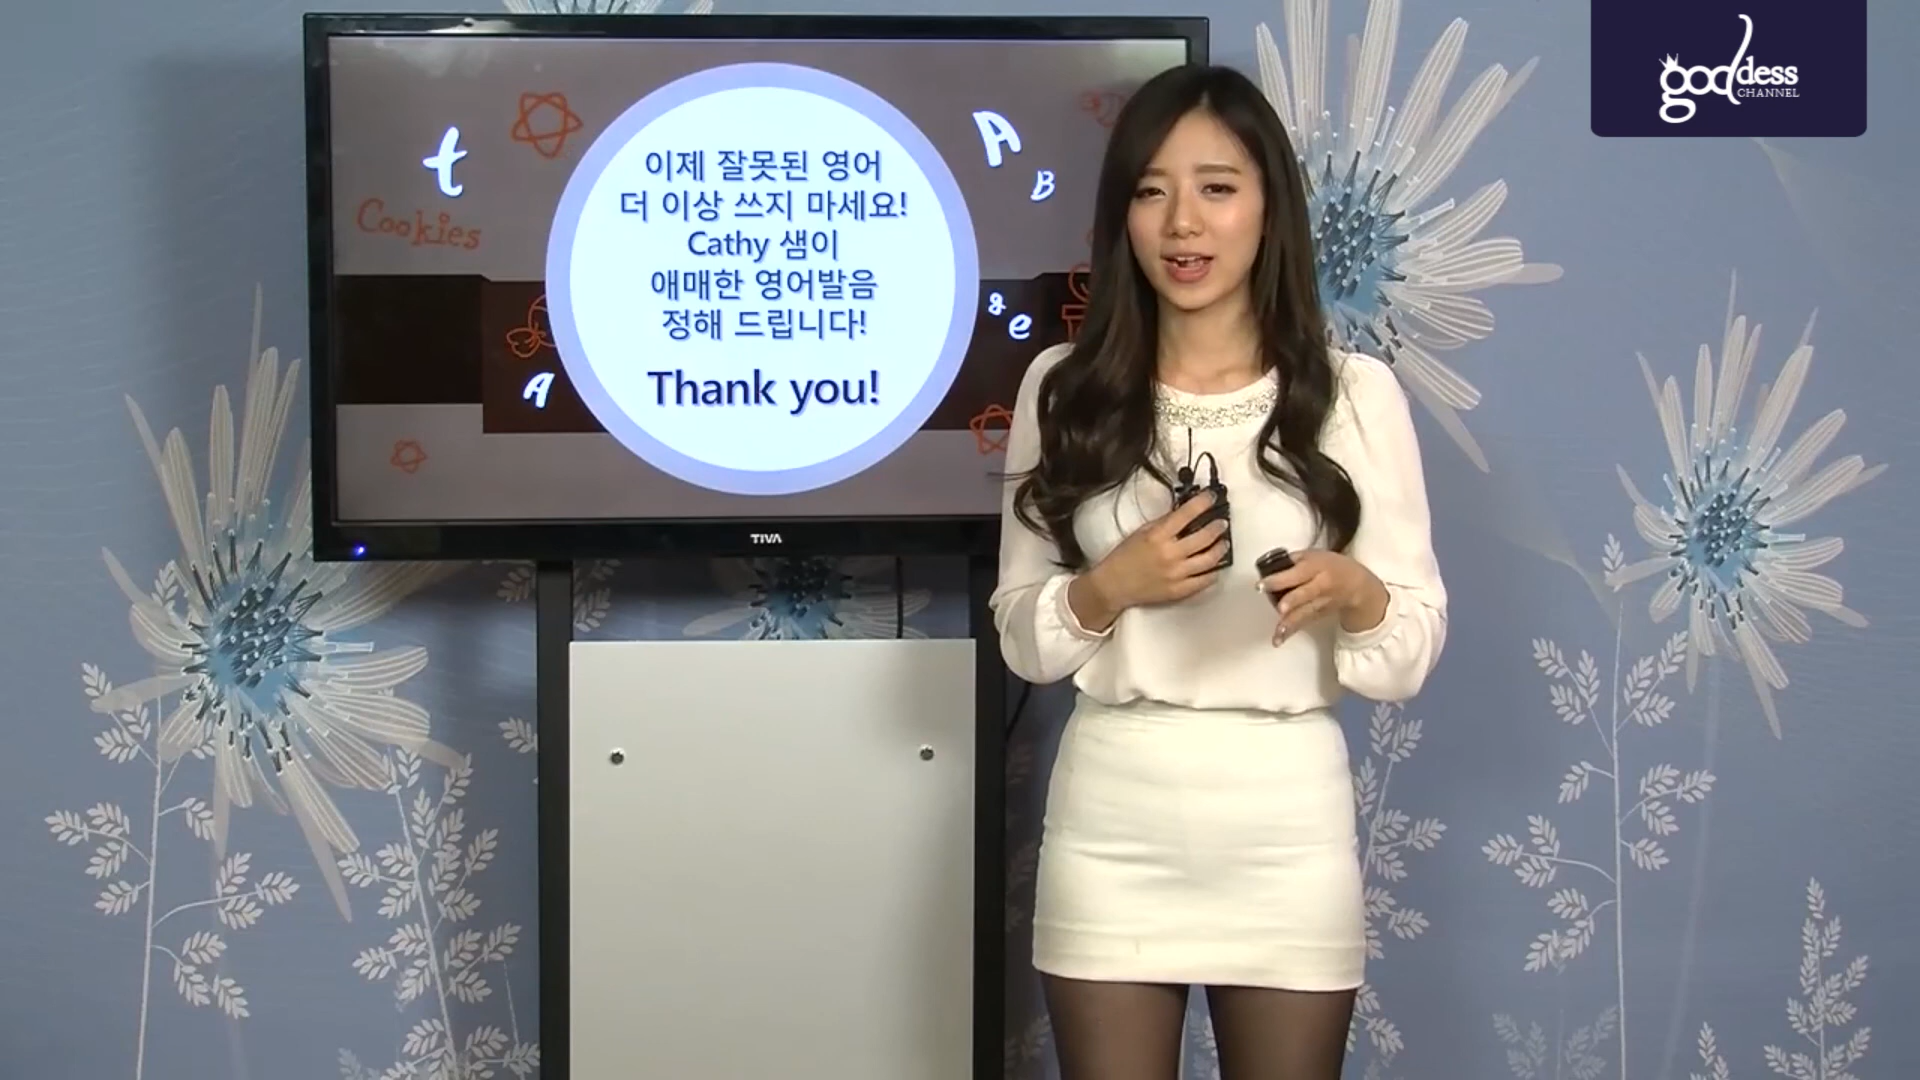 goddess
CHANNEL
t
A
B
Cookies
이제 잘못된 영어
더 이상 쓰지 마세요!
Cathy 샘이
애매한 영어발음
정해 드립니다!
Thank you!
g
e
A
TIVA